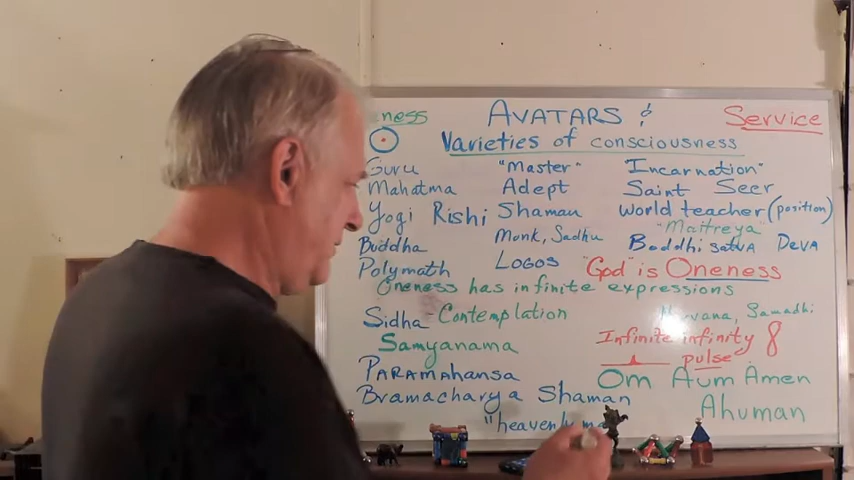 ness AVATARS & Service
Varieties of consciousness
Guru "Master" "Incarnation"
Mahatma Adept Saint Seer
Yogi Rishi Shaman World Teacher (position)
"Maitreya"
Buddha Monk, Sadhu Boddhisatva Deva
Polymath Logos "God" is Oneness
Oneness has infinite expressions
Sidha Contemplation Nirvana, Samadhi
Samyanama Infinite infinity 8
pulse
Paramahansa Om Aum Amen
Bramacharya Shaman Ahuman
"heavenly